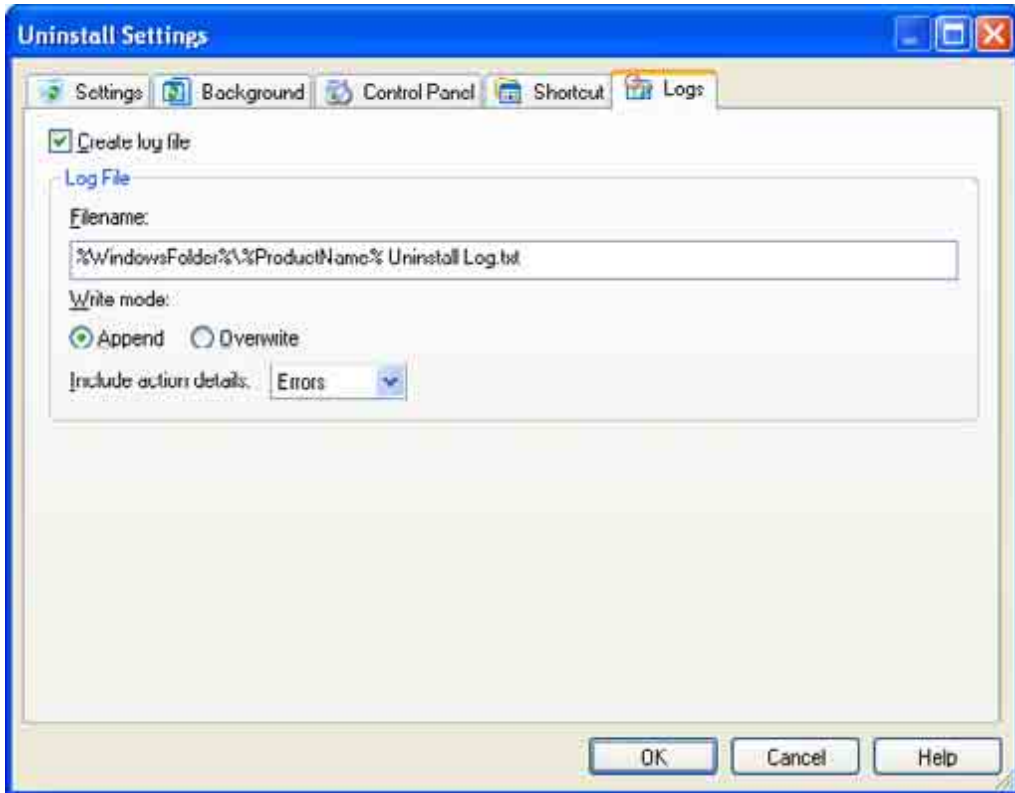 Uninstall Settings
Settings Background Control Panel Shortcut Logs
Create log file
Log File
Filename:
%WindowsFolder%\%ProductName% Uninstall Log.txt
Write mode:
Append Overwrite
Include action details: Errors
OK Cancel Help